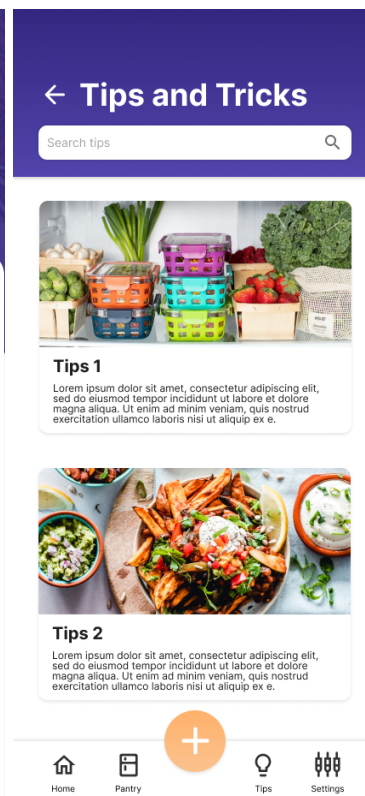 Tips and Tricks
Search tips
Tips 1
Lorem ipsum dolor sit amet, consectetur adipiscing elit,
sed do eiusmod tempor incididunt ut labore et dolore
magna aliqua. Ut enim ad minim veniam, quis nostrud
exercitation ullamco laboris nisi ut aliquip ex e.
Tips 2
Lorem ipsum dolor sit amet, consectetur adipiscing elit,
sed do eiusmod tempor incididunt ut labore et dolore
magna aliqua. Ut enim ad minim veniam, quis nostrud
exercitation ullamco laboris nisi ut aliquip ex e.
Home
Pantry
Tips
Settings